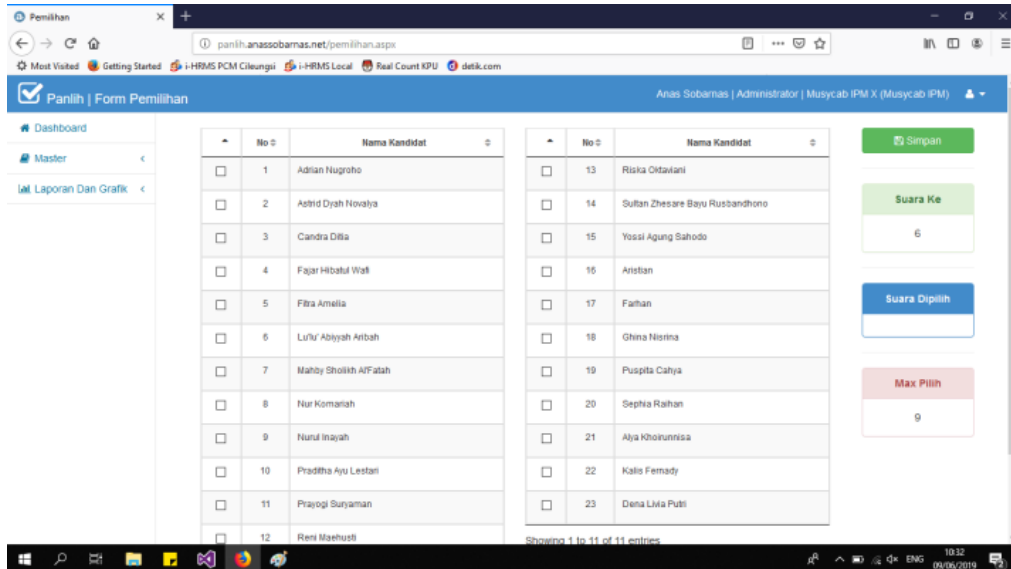 Pemilihan
panlih.anassobarnas.net/pemilihan.aspx
Most Visited Getting Started i-HRMS PCM Cileungsi i-HRMS Local Real Count KPU detik.com
Panlih | Form Pemilihan
Anas Sobarnas | Administrator | Musycab IPM X (Musycab IPM)
Dashboard
Master
Laporan Dan Grafik
No Nama Kandidat
1 Adrian Nugroho
2 Astrid Dyah Novalya
3 Candra Dillia
4 Fajar Hibatul Wafi
5 Fitra Amelia
6 Lu'lu' Abiyyah Aribah
7 Mahby Sholikh Al'Fatah
8 Nur Komariah
9 Nurul Inayah
10 Praditha Ayu Lestari
11 Prayogi Suryaman
12 Reni Maehusti
No Nama Kandidat
13 Riska Oktaviani
14 Sultan Zhesare Bayu Rusbandhono
15 Yossi Agung Sahodo
16 Aristian
17 Farhan
18 Ghina Nisrina
19 Puspita Cahya
20 Sephia Raihan
21 Alya Khoirunnisa
22 Kalis Fernady
23 Dena Livia Putri
Showing 1 to 11 of 11 entries
Simpan
Suara Ke
6
Suara Dipilih
Max Pilih
9
ENG
10:32
09/06/2019